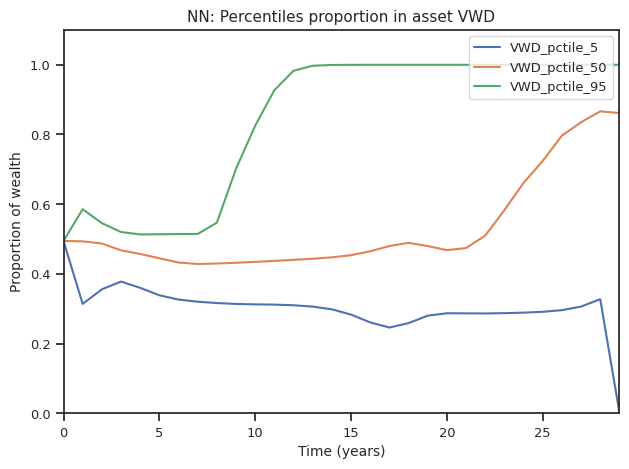 NN: Percentiles proportion in asset VWD
VWD_pctile_5
VWD_pctile_50
VWD_pctile_95
Proportion of wealth
1.0
0.8
0.6
0.4
0.2
0.0
0 5 10 15 20 25
Time (years)